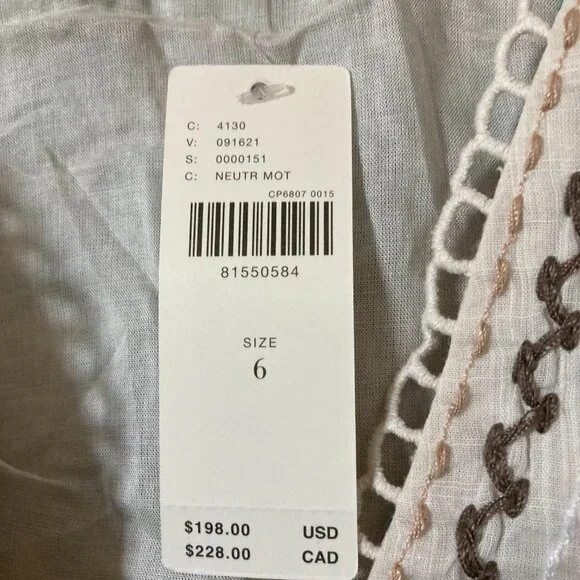 C: 4130
V: 091621
S: 0000151
C: NEUTR MOT
CP6807 0015
81550584
SIZE
6
$198.00 USD
$228.00 CAD